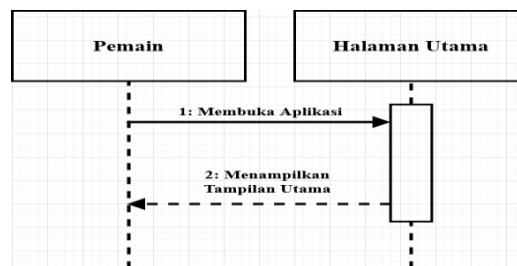 Pemain
Halaman Utama
1: Membuka Aplikasi
2: Menampilkan
Tampilan Utama